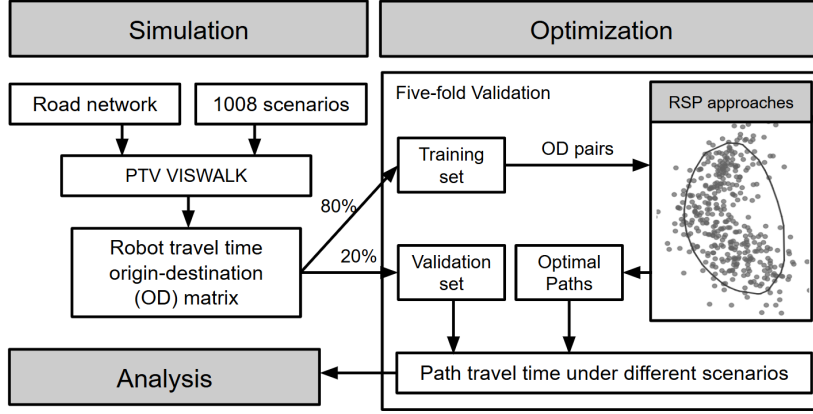 Simulation
Optimization
Road network
1008 scenarios
PTV VISWALK
Robot travel time
origin-destination
(OD) matrix
80%
20%
Five-fold Validation
Training
set
OD pairs
RSP approaches
Validation
set
Optimal
Paths
Path travel time under different scenarios
Analysis